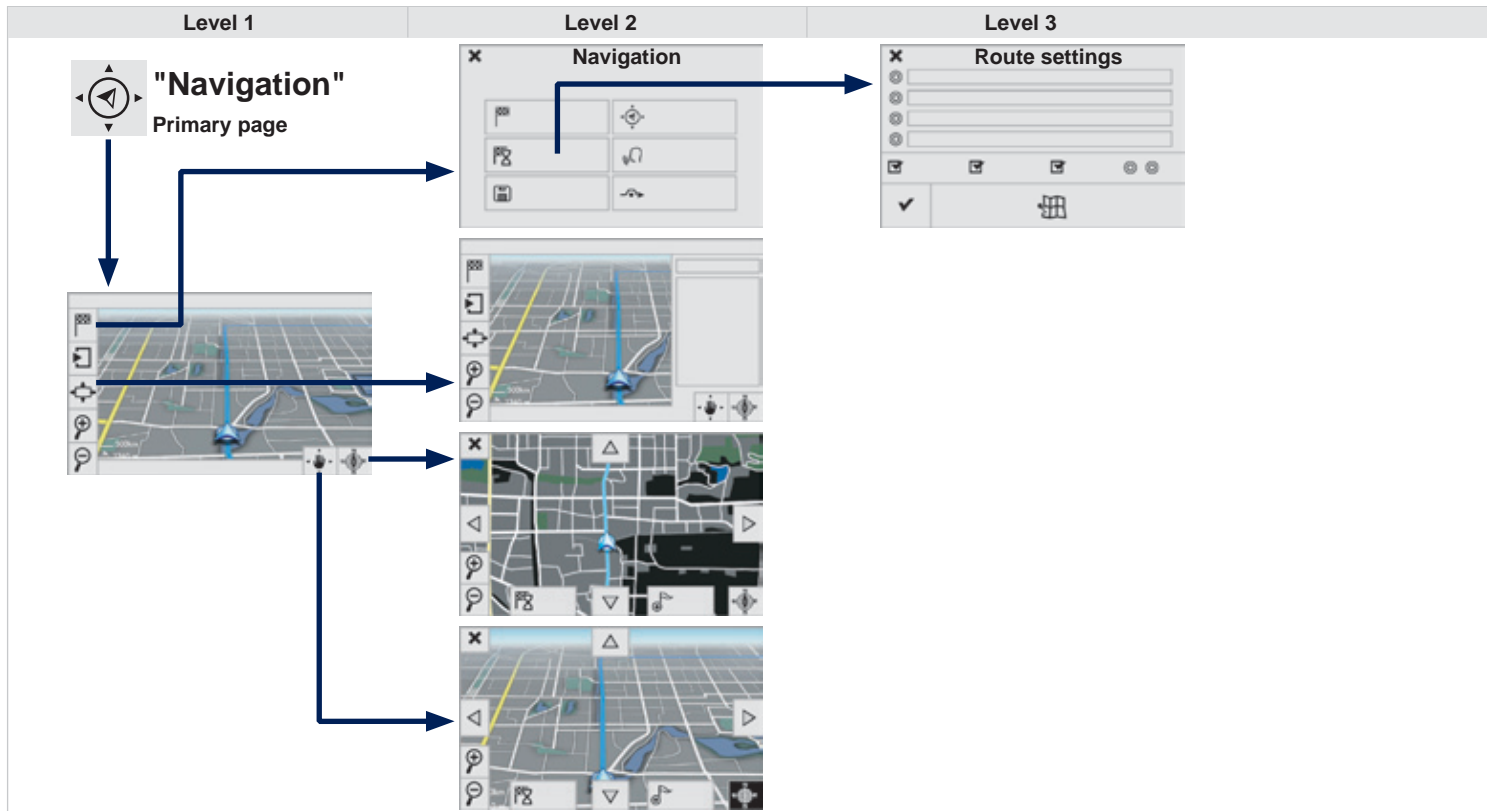 Level 1
Level 2
Level 3
"Navigation"
Primary page
Navigation
Route settings